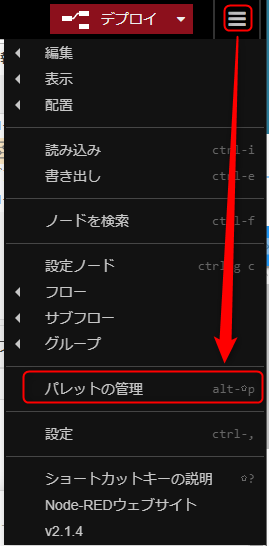 デプロイ
編集
表示
配置
読み込み ctrl-i
書き出し ctrl-e
ノードを検索 ctrl-f
設定ノード ctrl-g c
フロー
サブフロー
グループ
パレットの管理 alt-⇧p
設定 ctrl-,
ショートカットキーの説明 ⇧?
Node-REDウェブサイト
v2.1.4